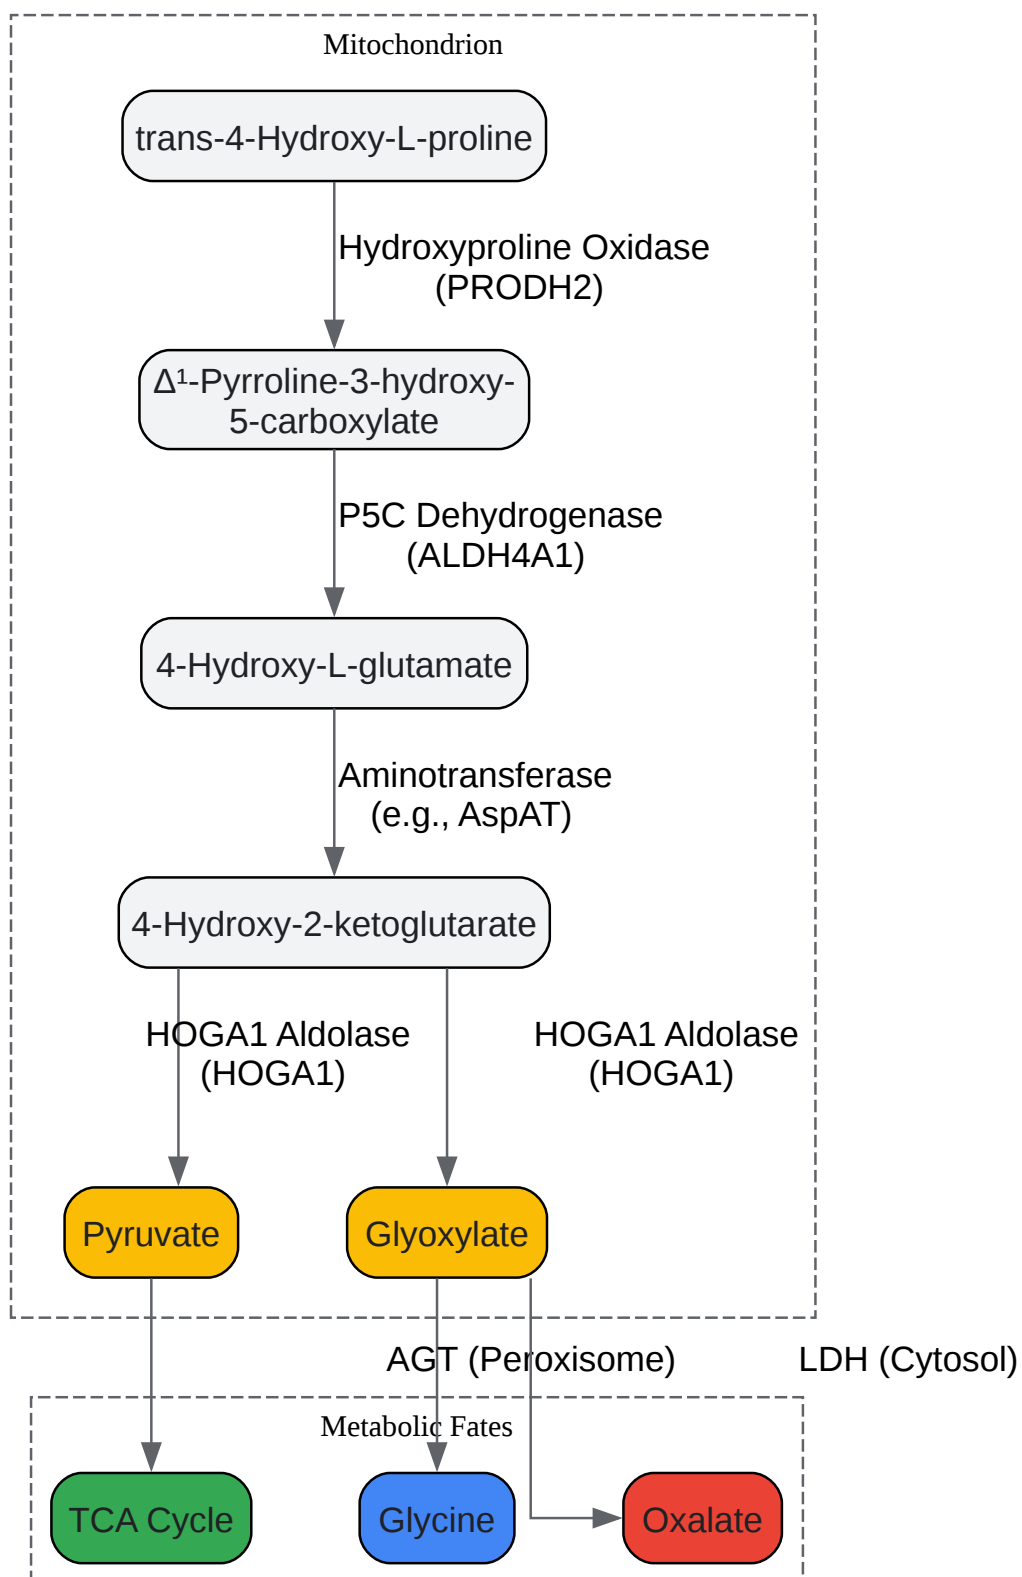 Mitochondrion
trans-4-Hydroxy-L-proline
Hydroxyproline Oxidase
(PRODH2)
Δ¹-Pyrroline-3-hydroxy-
5-carboxylate
P5C Dehydrogenase
(ALDH4A1)
4-Hydroxy-L-glutamate
Aminotransferase
(e.g., AspAT)
4-Hydroxy-2-ketoglutarate
HOGA1 Aldolase
(HOGA1)
HOGA1 Aldolase
(HOGA1)
Pyruvate
Glyoxylate
AGT (Peroxisome)
LDH (Cytosol)
Metabolic Fates
TCA Cycle
Glycine
Oxalate